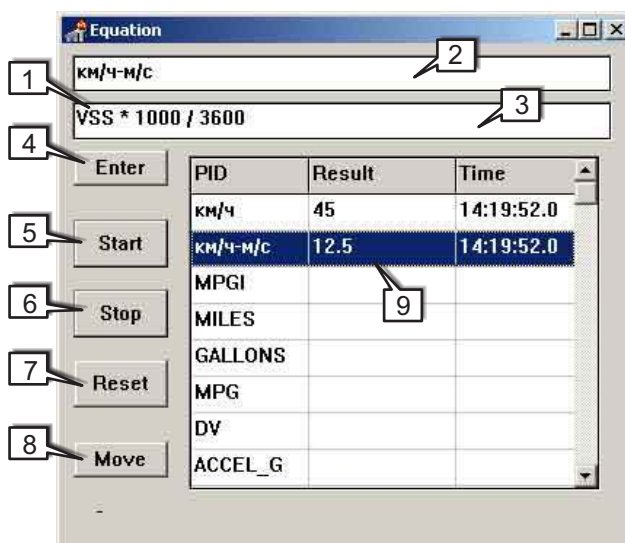 Equation
км/ч-м/с
2
1
VSS * 1000 / 3600
3
4
Enter
PID Result Time
км/ч 45 14:19:52.0
5
Start
км/ч-м/с 12.5 14:19:52.0
9
MPGI
6
Stop
MILES
GALLONS
7
Reset
MPG
DV
8
Move
ACCEL_G
-